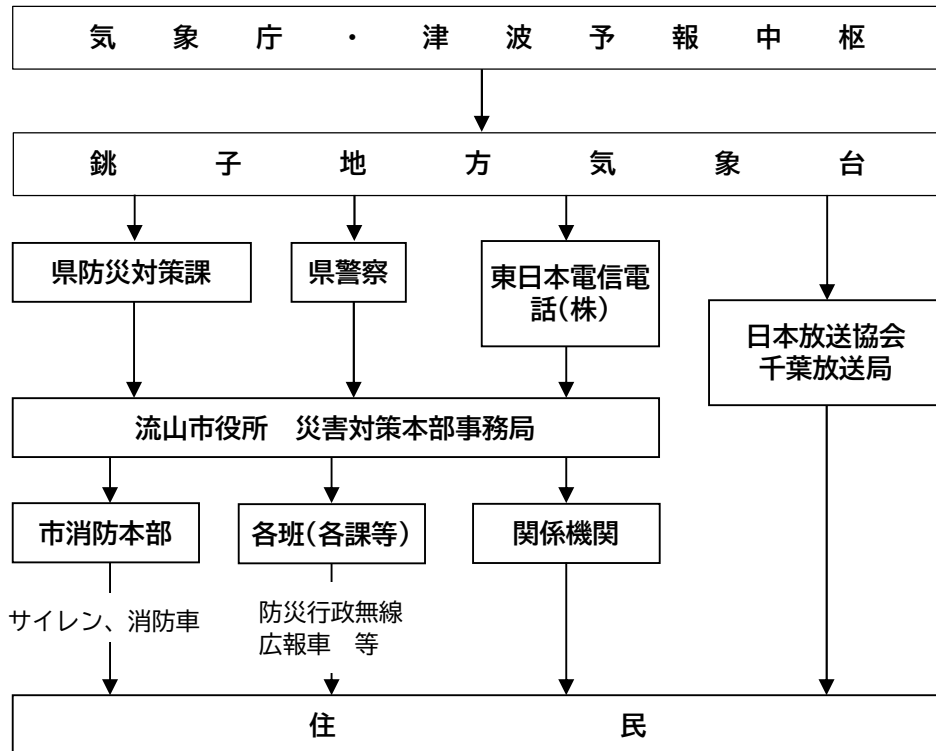 気象庁・津波予報中枢
銚子地方気象台
県防災対策課
県警察
東日本電信電
話(株)
日本放送協会
千葉放送局
流山市役所　災害対策本部事務局
市消防本部
各班(各課等)
関係機関
サイレン、消防車
防災行政無線
広報車　等
住民